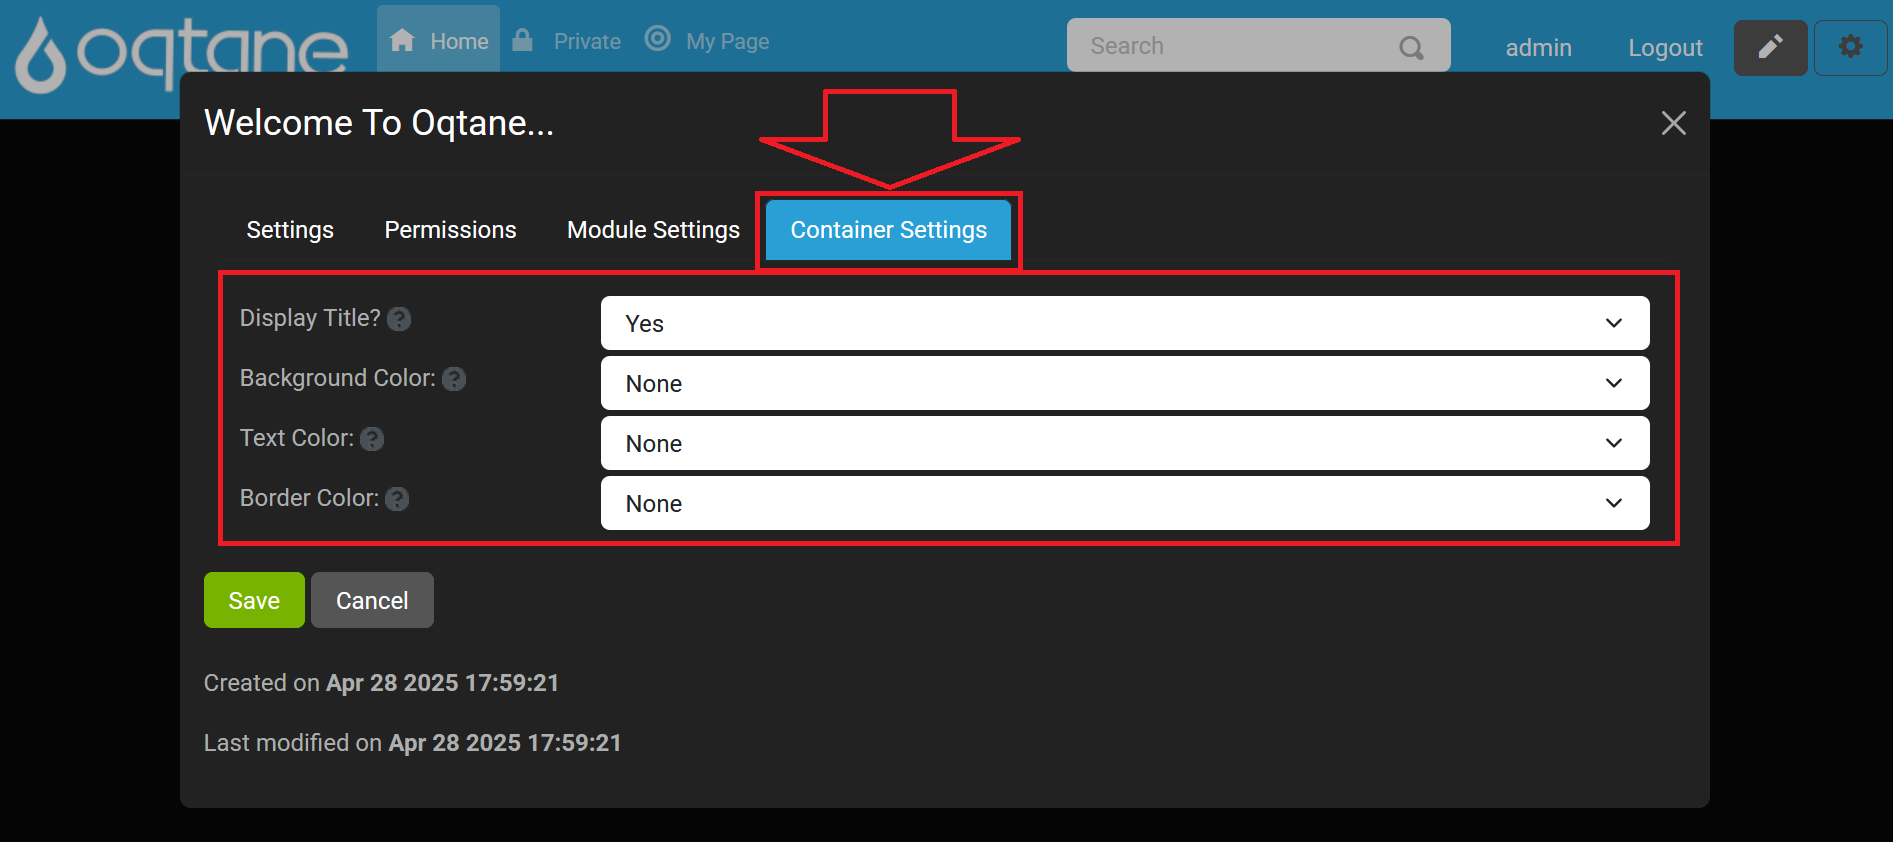 oqtane Home Private My Page Search admin Logout
Welcome To Oqtane...
Settings Permissions Module Settings Container Settings
Display Title? ? Yes
Background Color: ? None
Text Color: ? None
Border Color: ? None
Save Cancel
Created on Apr 28 2025 17:59:21
Last modified on Apr 28 2025 17:59:21